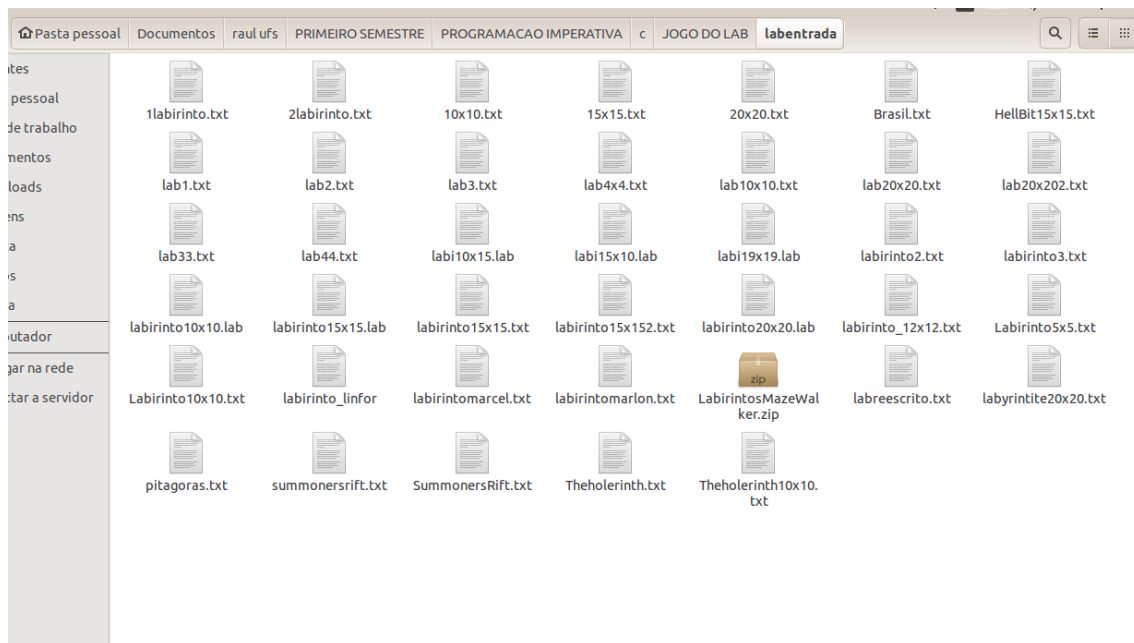 Pasta pessoal Documentos raul ufs PRIMEIRO SEMESTRE PROGRAMACAO IMPERATIVA c JOGO DO LAB labentrada
pessoal
de trabalho
1labirinto.txt 2labirinto.txt 10x10.txt 15x15.txt 20x20.txt Brasil.txt HellBit15x15.txt
lab1.txt lab2.txt lab3.txt lab4x4.txt lab10x10.txt lab20x20.txt lab20x202.txt
lab33.txt lab44.txt labi10x15.lab labi15x10.lab labi19x19.lab labirinto2.txt labirinto3.txt
labirinto10x10.lab labirinto15x15.lab labirinto15x15.txt labirinto15x152.txt labirinto20x20.lab labirinto_12x12.txt Labirinto5x5.txt
utador
gar na rede
ctar a servidor
zip
Labirinto10x10.txt labirinto_linfor labirintomarcel.txt labirintomarlon.txt LabirintosMazeWal labreescrito.txt labyrintite20x20.txt
ker.zip
pitagoras.txt summonersrift.txt SummonersRift.txt Theholerinth.txt Theholerinth10x10.
txt